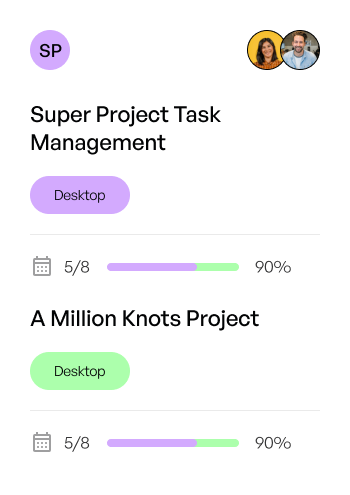 SP
Super Project Task
Management
Desktop
5/8 90%
A Million Knots Project
Desktop
5/8 90%